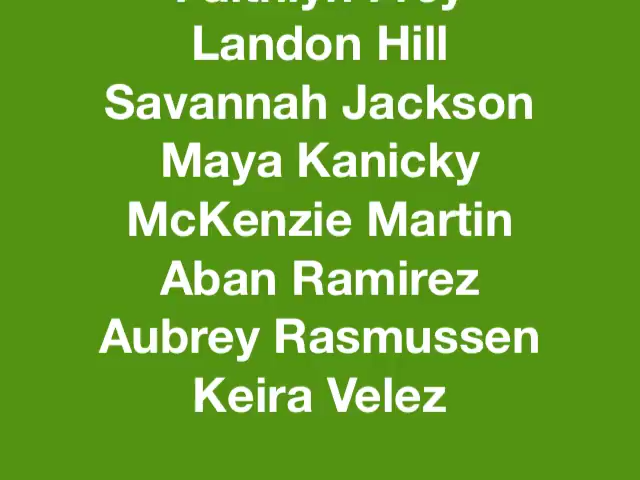 Landon Hill
Savannah Jackson
Maya Kanicky
McKenzie Martin
Aban Ramirez
Aubrey Rasmussen
Keira Velez